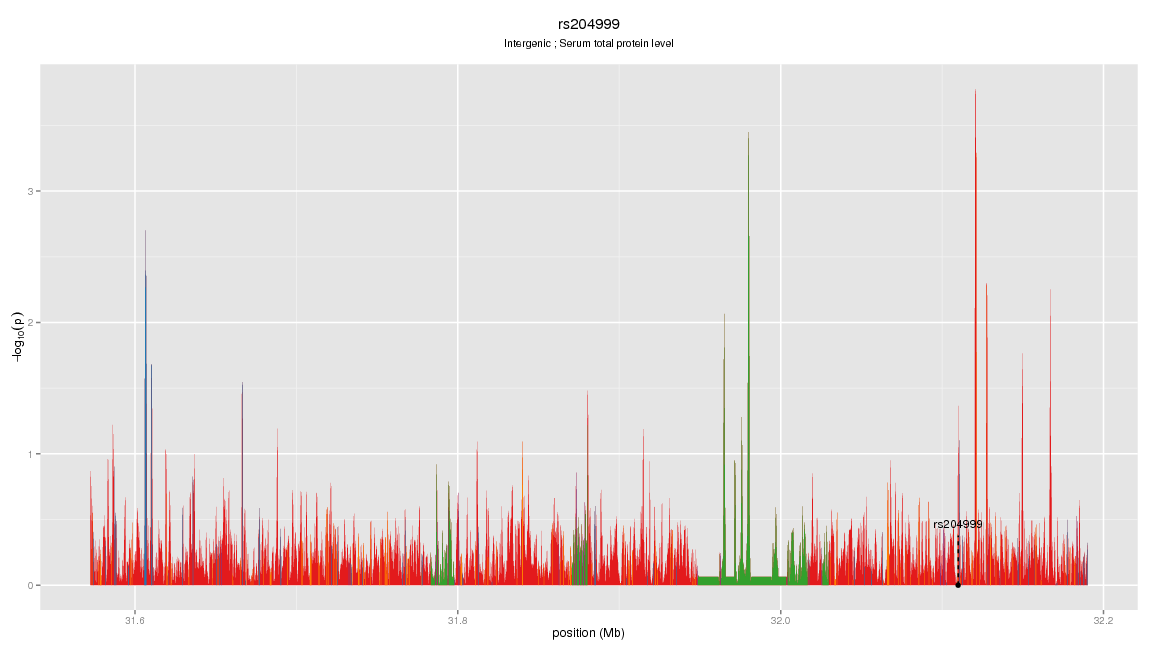 rs204999
Intergenic ; Serum total protein level
3
2
1
0
−log10(p)
rs204999
31.6
31.8
32.0
32.2
position (Mb)